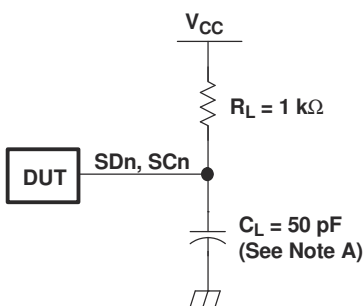 VCC
RL = 1 kΩ
SDn, SCn
DUT
CL = 50 pF
(See Note A)